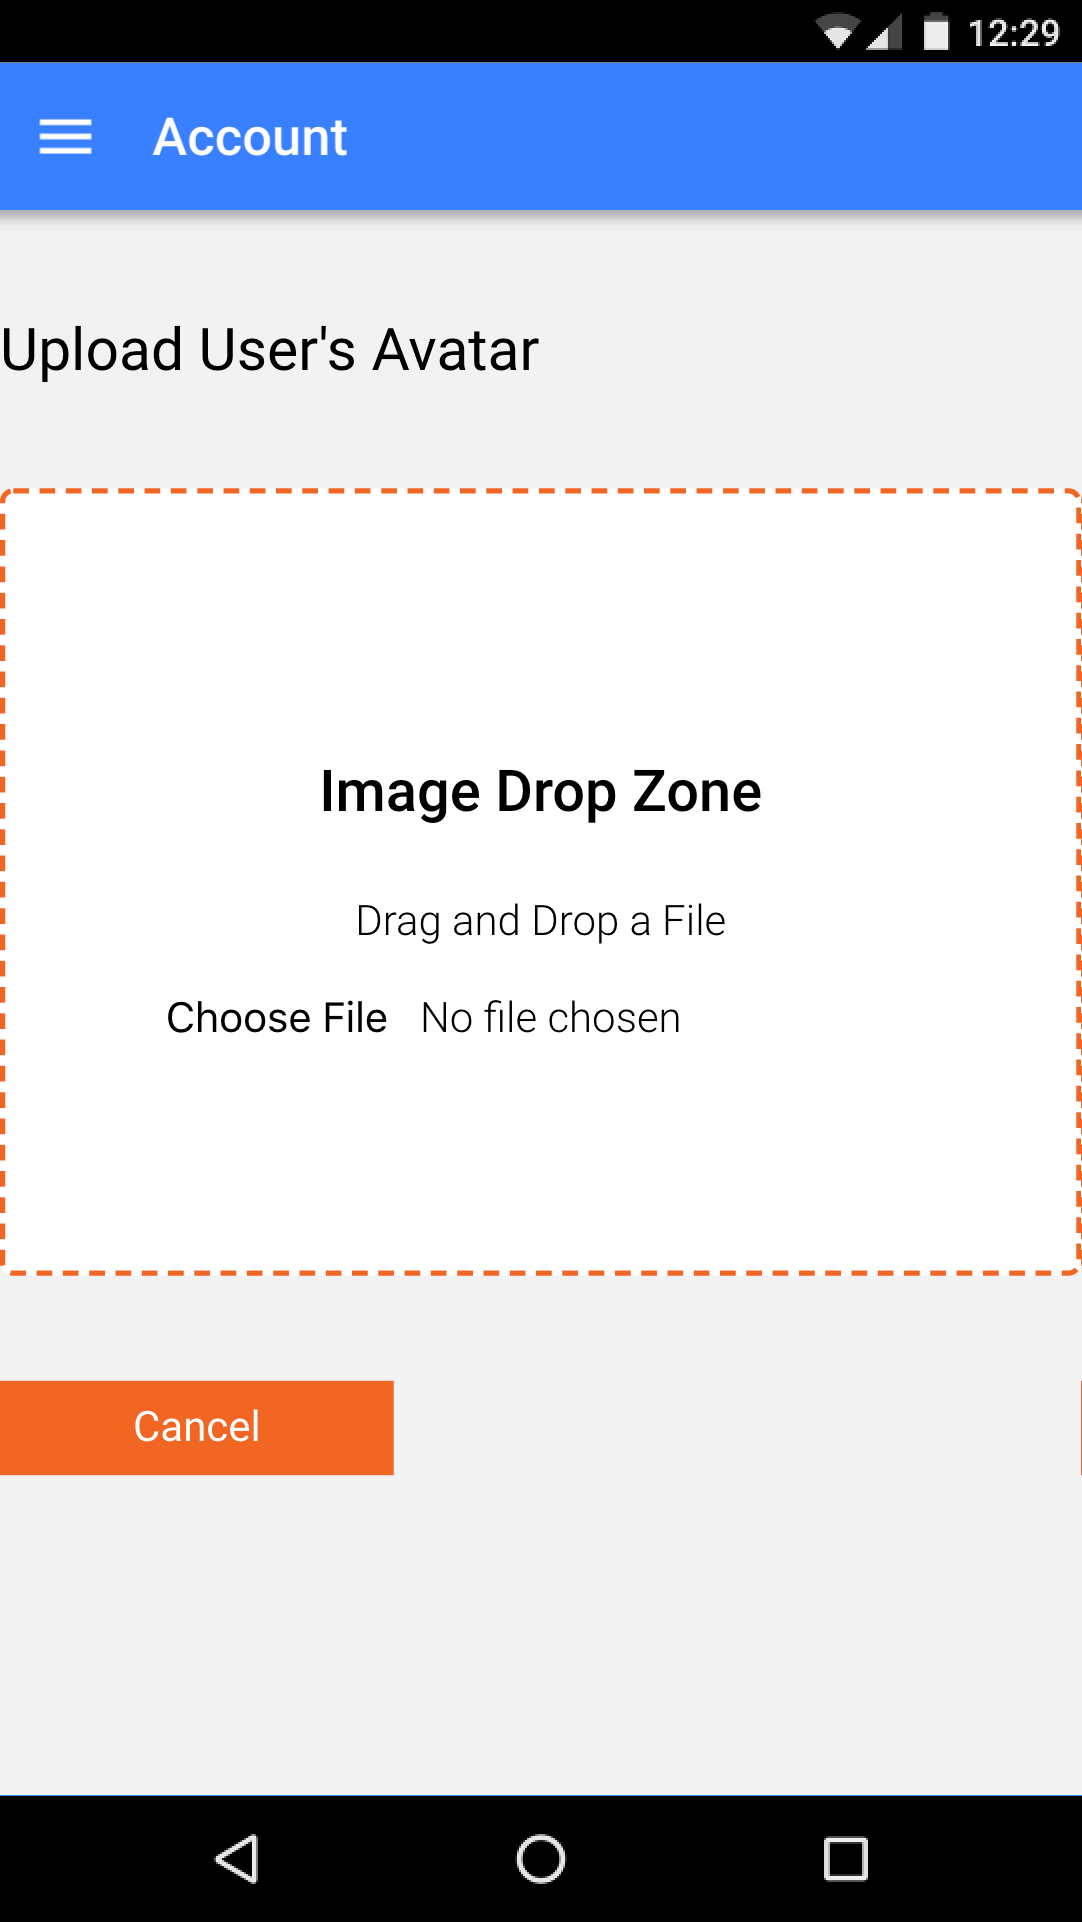 12:29
Account
Upload User's Avatar
Image Drop Zone
Drag and Drop a File
Choose File No file chosen
Cancel